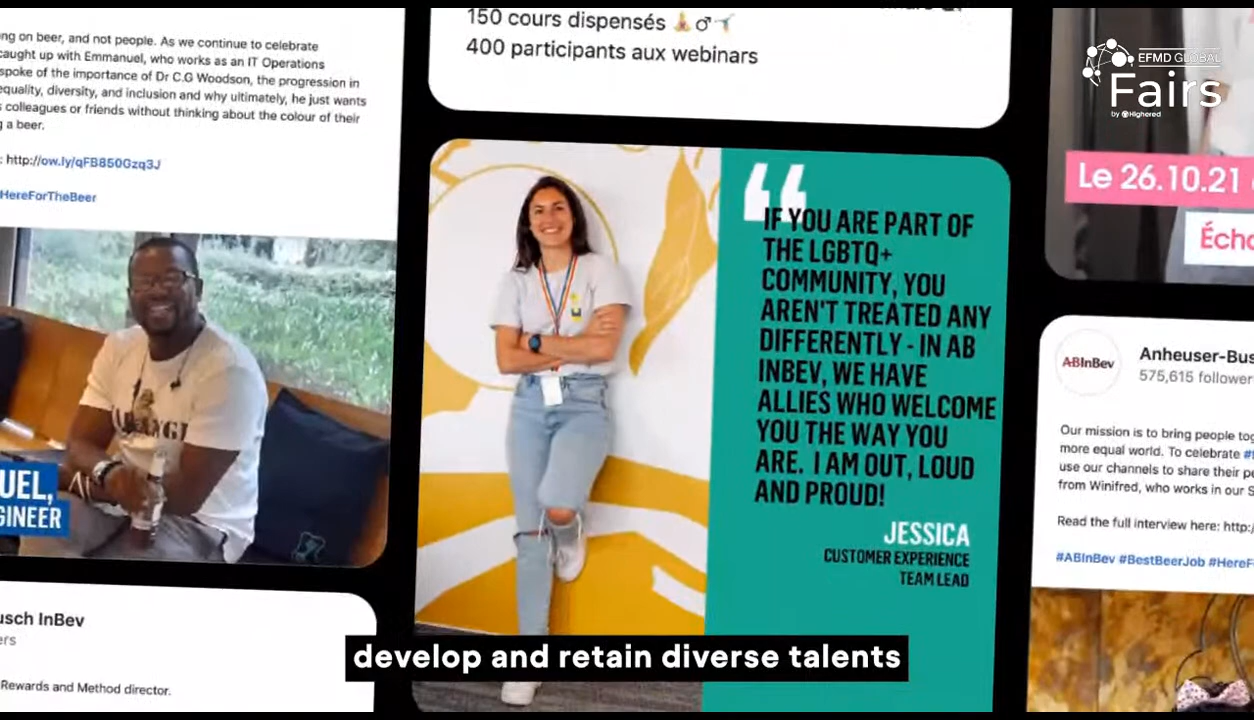 ng on beer, and not people. As we continue to celebrate
caught up with Emmanuel, who works as an IT Operations
spoke of the importance of Dr C.G Woodson, the progression in
equality, diversity, and inclusion and why ultimately, he just wants
colleagues or friends without thinking about the colour of their
g a beer.
: http://ow.ly/qFB850Gzq3J
HereForTheBeer
UEL,
GINEER
usch InBev
ers
Rewards and Method director.
150 cours dispensés
400 participants aux webinars
IF YOU ARE PART OF
THE LGBTQ+
COMMUNITY, YOU
AREN'T TREATED ANY
DIFFERENTLY - IN AB
INBEV, WE HAVE
ALLIES WHO WELCOME
YOU THE WAY YOU
ARE. I AM OUT, LOUD
AND PROUD!
JESSICA
CUSTOMER EXPERIENCE
TEAM LEAD
EFMD GLOBAL
Fairs
by Highered
Le 26.10.21
Écho
ABInBev
Anheuser-Bus
575,615 follower
Our mission is to bring people tog
more equal world. To celebrate
use our channels to share their pe
from Winifred, who works in our S
Read the full interview here: http:/
#ABInBev #BestBeerJob #HereF
develop and retain diverse talents